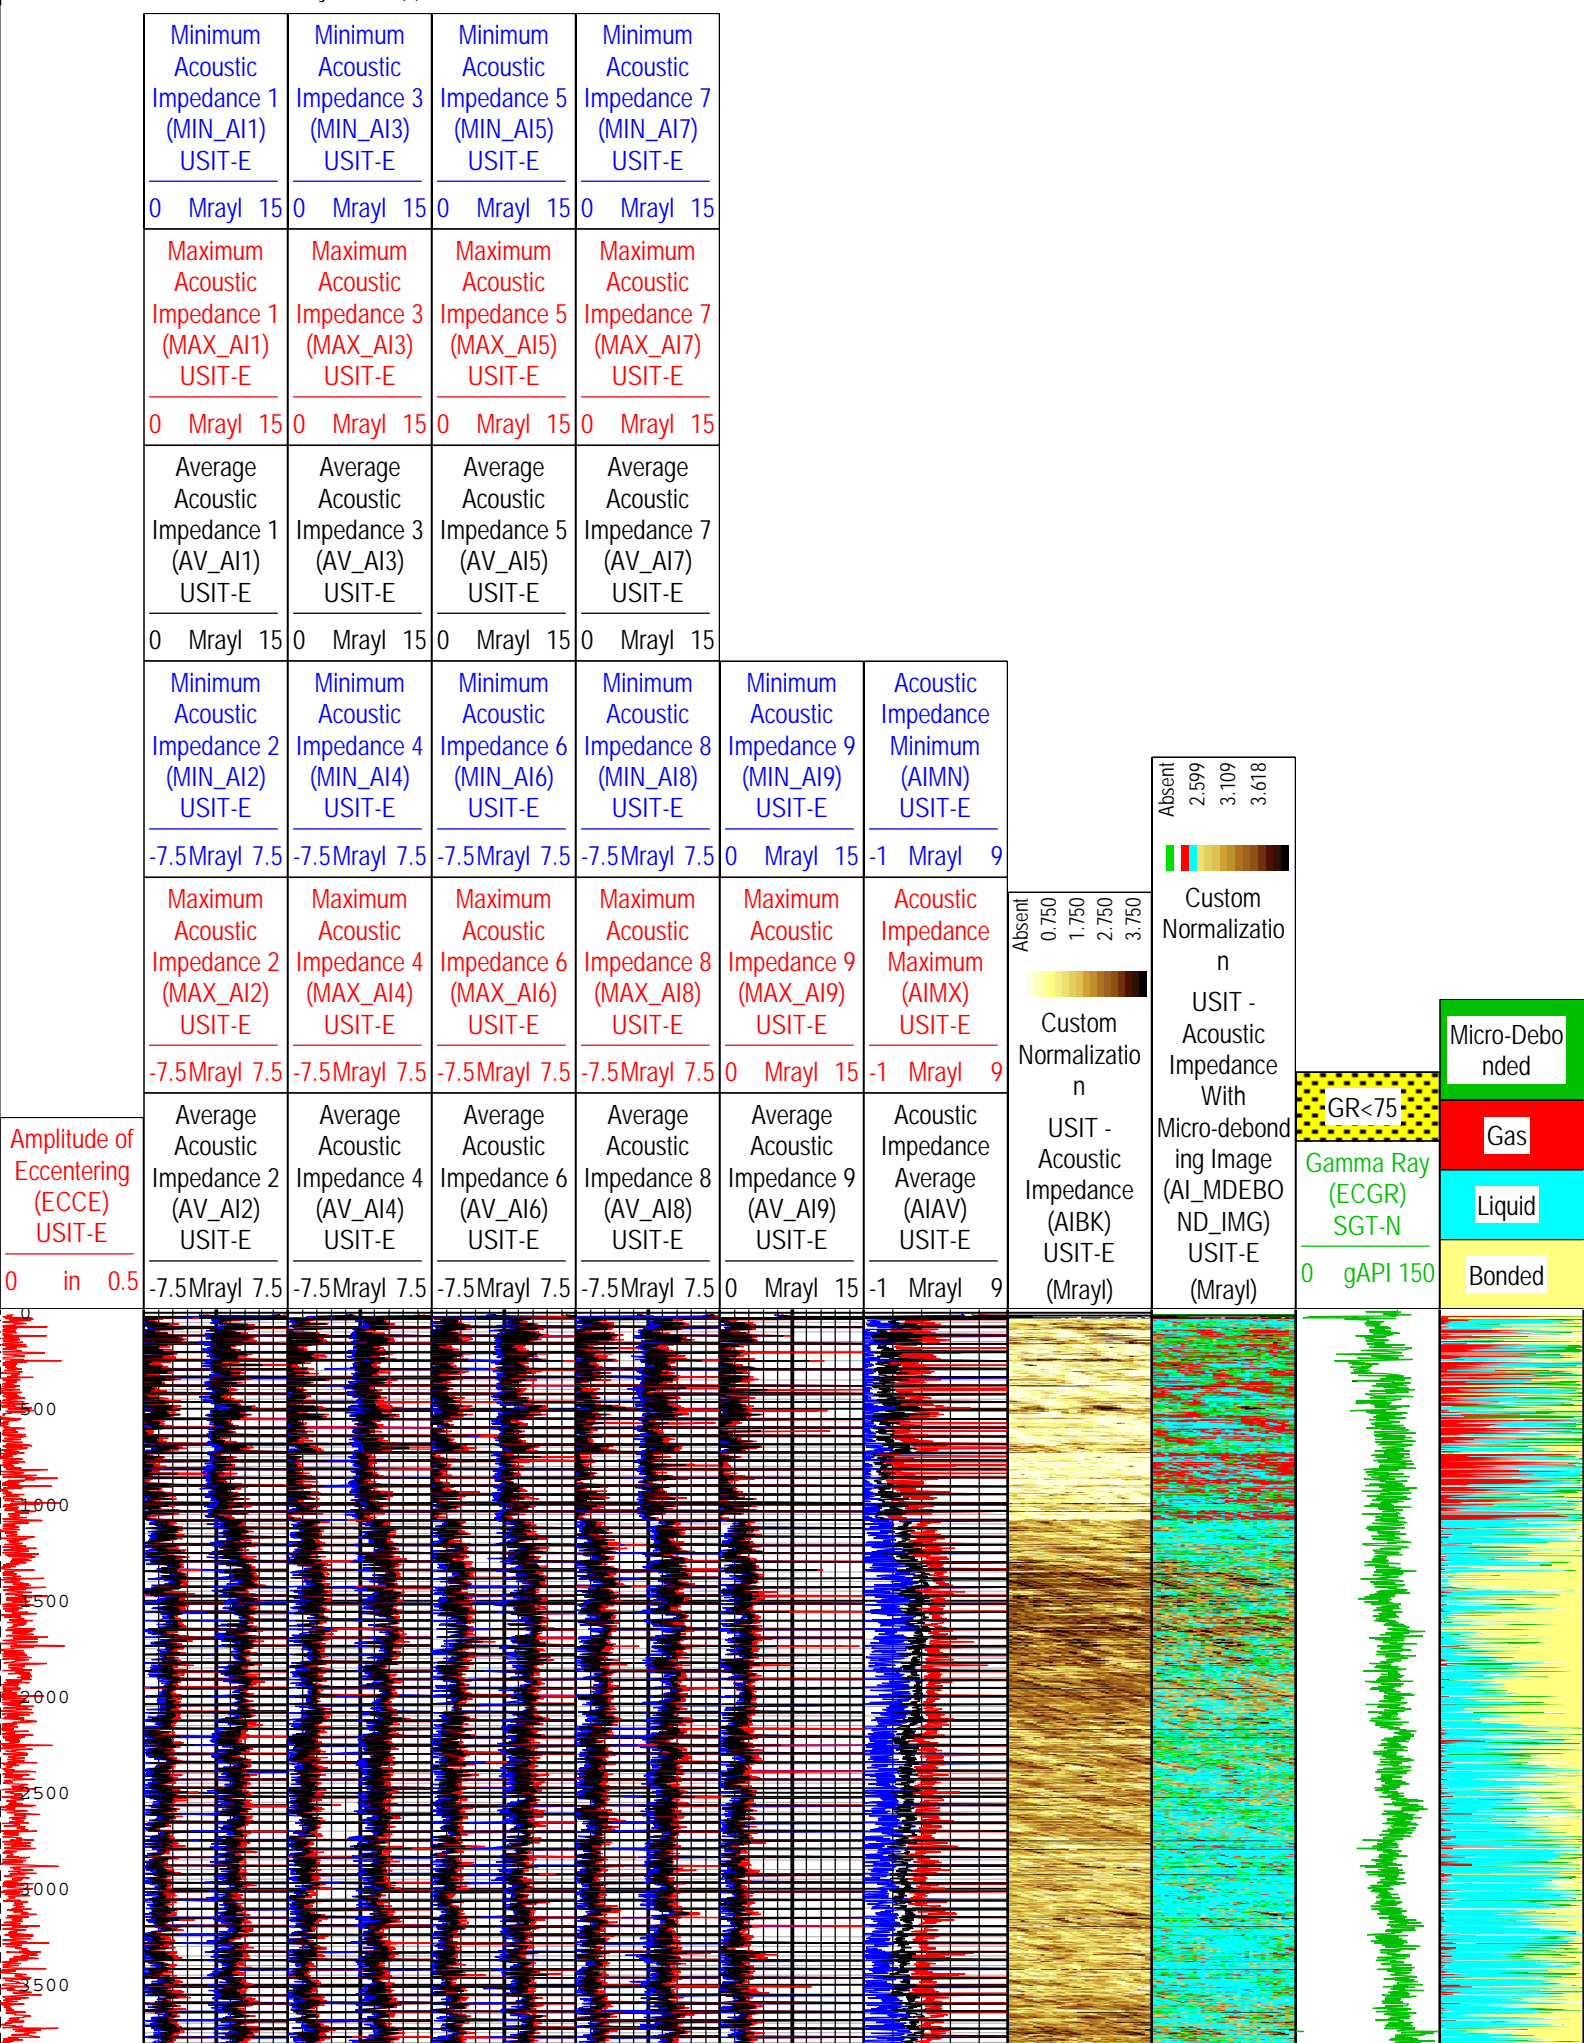 Minimum
Acoustic
Impedance 1
(MIN_AI1)
USIT-E
0 Mrayl 15
Minimum
Acoustic
Impedance 3
(MIN_AI3)
USIT-E
0 Mrayl 15
Minimum
Acoustic
Impedance 5
(MIN_AI5)
USIT-E
0 Mrayl 15
Minimum
Acoustic
Impedance 7
(MIN_AI7)
USIT-E
0 Mrayl 15
Maximum
Acoustic
Impedance 1
(MAX_AI1)
USIT-E
0 Mrayl 15
Maximum
Acoustic
Impedance 3
(MAX_AI3)
USIT-E
0 Mrayl 15
Maximum
Acoustic
Impedance 5
(MAX_AI5)
USIT-E
0 Mrayl 15
Maximum
Acoustic
Impedance 7
(MAX_AI7)
USIT-E
0 Mrayl 15
Average
Acoustic
Impedance 1
(AV_AI1)
USIT-E
0 Mrayl 15
Average
Acoustic
Impedance 3
(AV_AI3)
USIT-E
0 Mrayl 15
Average
Acoustic
Impedance 5
(AV_AI5)
USIT-E
0 Mrayl 15
Average
Acoustic
Impedance 7
(AV_AI7)
USIT-E
0 Mrayl 15
Minimum
Acoustic
Impedance 2
(MIN_AI2)
USIT-E
-7.5 Mrayl 7.5
Minimum
Acoustic
Impedance 4
(MIN_AI4)
USIT-E
-7.5 Mrayl 7.5
Minimum
Acoustic
Impedance 6
(MIN_AI6)
USIT-E
-7.5 Mrayl 7.5
Minimum
Acoustic
Impedance 8
(MIN_AI8)
USIT-E
-7.5 Mrayl 7.5
Minimum
Acoustic
Impedance 9
(MIN_AI9)
USIT-E
0 Mrayl 15
Acoustic
Impedance
Minimum
(AIMN)
USIT-E
-1 Mrayl 9
Maximum
Acoustic
Impedance 2
(MAX_AI2)
USIT-E
-7.5 Mrayl 7.5
Maximum
Acoustic
Impedance 4
(MAX_AI4)
USIT-E
-7.5 Mrayl 7.5
Maximum
Acoustic
Impedance 6
(MAX_AI6)
USIT-E
-7.5 Mrayl 7.5
Maximum
Acoustic
Impedance 8
(MAX_AI8)
USIT-E
-7.5 Mrayl 7.5
Maximum
Acoustic
Impedance 9
(MAX_AI9)
USIT-E
0 Mrayl 15
Acoustic
Impedance
Maximum
(AIMX)
USIT-E
-1 Mrayl 9
Amplitude of
Eccentering
(ECCE)
USIT-E
0 in 0.5
Average
Acoustic
Impedance 2
(AV_AI2)
USIT-E
-7.5 Mrayl 7.5
Average
Acoustic
Impedance 4
(AV_AI4)
USIT-E
-7.5 Mrayl 7.5
Average
Acoustic
Impedance 6
(AV_AI6)
USIT-E
-7.5 Mrayl 7.5
Average
Acoustic
Impedance 8
(AV_AI8)
USIT-E
-7.5 Mrayl 7.5
Average
Acoustic
Impedance 9
(AV_AI9)
USIT-E
0 Mrayl 15
Acoustic
Impedance
Average
(AIAV)
USIT-E
-1 Mrayl 9
Absent
0.750
1.750
2.750
3.750
Custom
Normalizatio
n
USIT -
Acoustic
Impedance
(AIBK)
USIT-E
(Mrayl)
Absent
2.599
3.109
3.618
Custom
Normalizatio
n
USIT -
Acoustic
Impedance
With
Micro-debond
ing Image
(AI_MDEBO
ND_IMG)
USIT-E
(Mrayl)
GR<75
Gamma Ray
(ECGR)
SGT-N
0 gAPI 150
Micro-Debo
nded
Gas
Liquid
Bonded
0
500
1000
1500
2000
2500
3000
3500